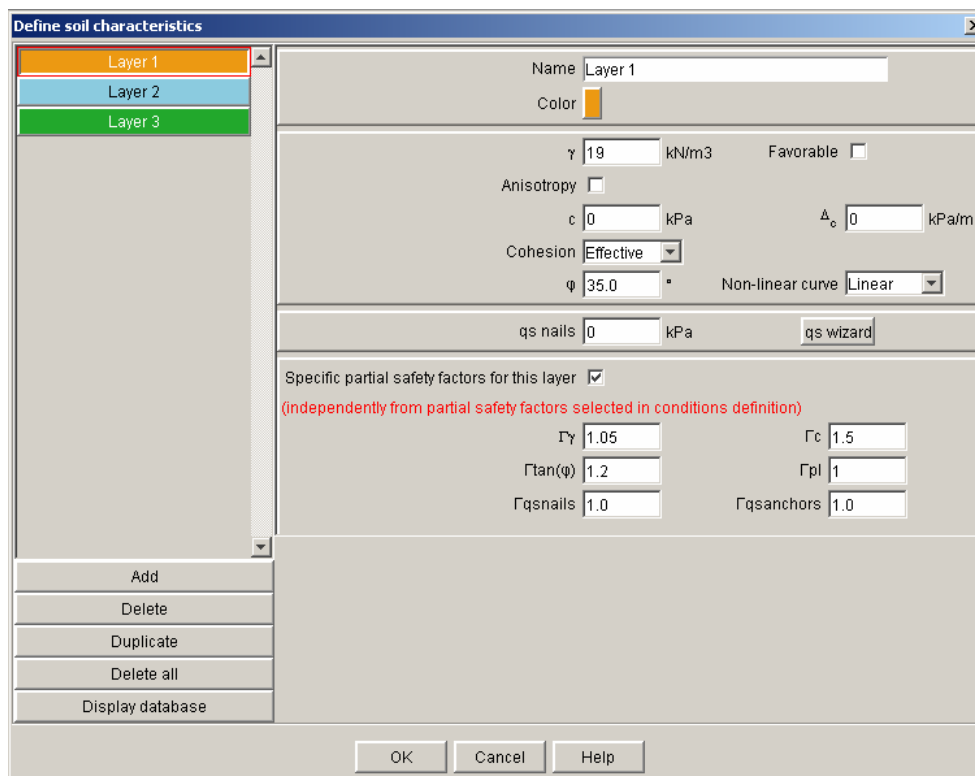 Define soil characteristics
Layer 1
Layer 2
Layer 3
Name Layer 1
Color
γ 19 kN/m3 Favorable
Anisotropy
c 0 kPa Δc 0 kPa/m
Cohesion Effective
φ 35.0 ° Non-linear curve Linear
qs nails 0 kPa qs wizard
Specific partial safety factors for this layer
(independently from partial safety factors selected in conditions definition)
Γγ 1.05 Γc 1.5
Γtan(φ) 1.2 Γpl 1
Γqsnails 1.0 Γqsanchors 1.0
Add
Delete
Duplicate
Delete all
Display database
OK Cancel Help